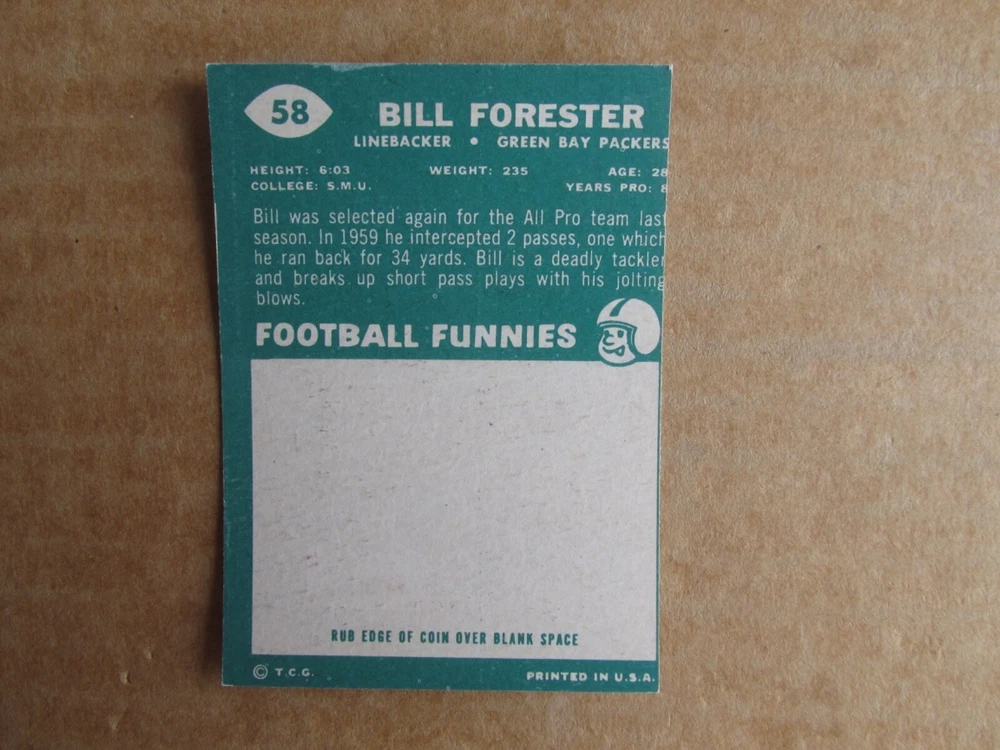 58
BILL FORESTER
LINEBACKER • GREEN BAY PACKERS
HEIGHT: 6:03 WEIGHT: 235 AGE: 28
COLLEGE: S.M.U. YEARS PRO: 8
Bill was selected again for the All Pro team last
season. In 1959 he intercepted 2 passes, one which
he ran back for 34 yards. Bill is a deadly tackler
and breaks up short pass plays with his jolting
blows.
FOOTBALL FUNNIES
RUB EDGE OF COIN OVER BLANK SPACE
© T.C.G. PRINTED IN U.S.A.